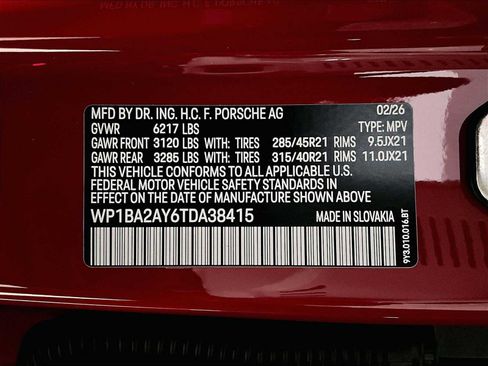 MFD. BY DR. ING. H.C. F. PORSCHE AG 02/26
GVWR 6217 LBS TYPE: MPV
GAWR FRONT 3120 LBS WITH: TIRES 285/45R21 RIMS 9.5JX21
GAWR REAR 3285 LBS WITH: TIRES 315/40R21 RIMS 11.0JX21
THIS VEHICLE CONFORMS TO ALL APPLICABLE U.S.
FEDERAL MOTOR VEHICLE SAFETY STANDARDS IN
EFFECT ON THE DATE OF MANUFACTURE SHOWN ABOVE.
WP1BA2AY6TDA38415 MADE IN SLOVAKIA
9Y3.010.016.BT